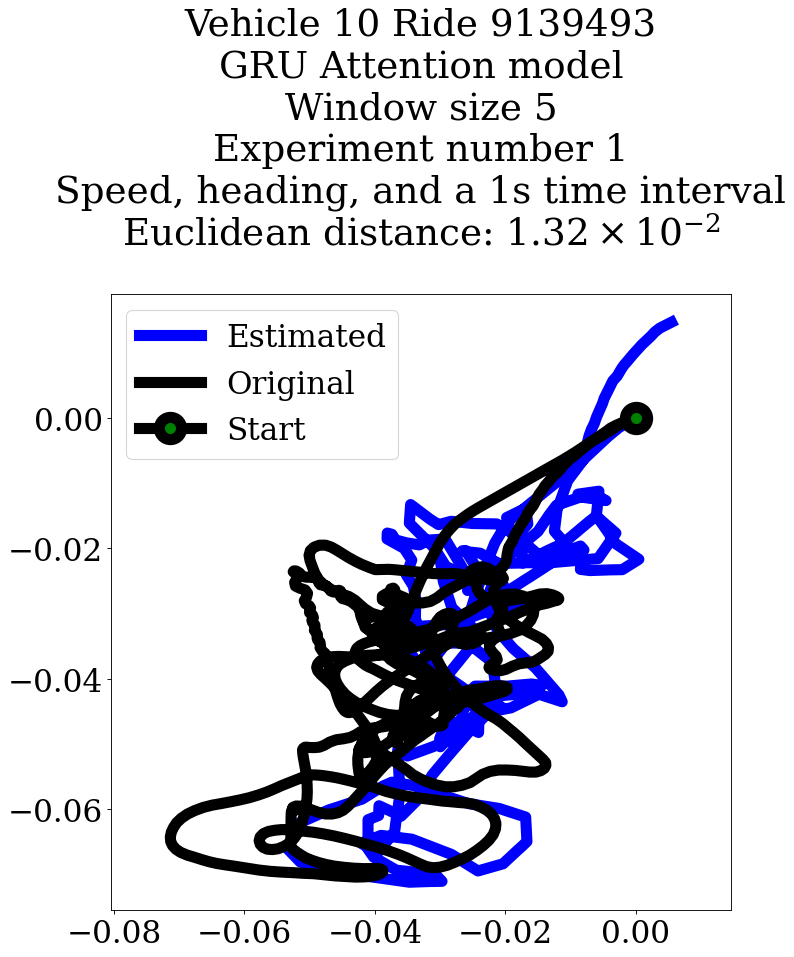 Vehicle 10 Ride 9139493
GRU Attention model
Window size 5
Experiment number 1
Speed, heading, and a 1s time interval
Euclidean distance: 1.32 × 10⁻²
Estimated
Original
Start
0.00
−0.02
−0.04
−0.06
−0.08 −0.06 −0.04 −0.02 0.00